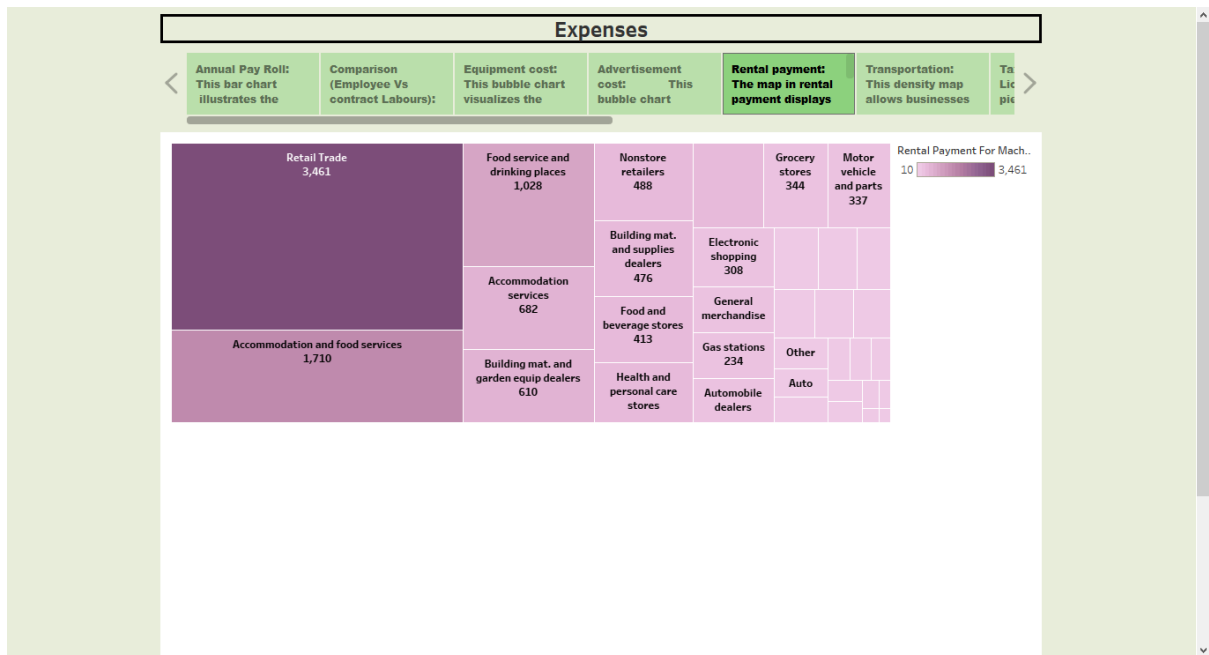 Expenses
Annual Pay Roll:
This bar chart
illustrates the
Comparison
(Employee Vs
contract Labours):
Equipment cost:
This bubble chart
visualizes the
Advertisement
cost: This
bubble chart
Rental payment:
The map in rental
payment displays
Transportation:
This density map
allows businesses
Ta
Lic
pie
Retail Trade
3,461
Accommodation and food services
1,710
Food service and
drinking places
1,028
Accommodation
services
682
Building mat. and
garden equip dealers
610
Nonstore
retailers
488
Building mat.
and supplies
dealers
476
Food and
beverage stores
413
Health and
personal care
stores
Grocery
stores
344
Motor
vehicle
and parts
337
Electronic
shopping
308
General
merchandise
Gas stations
234
Automobile
dealers
Other
Auto
Rental Payment For Mach..
10 3,461